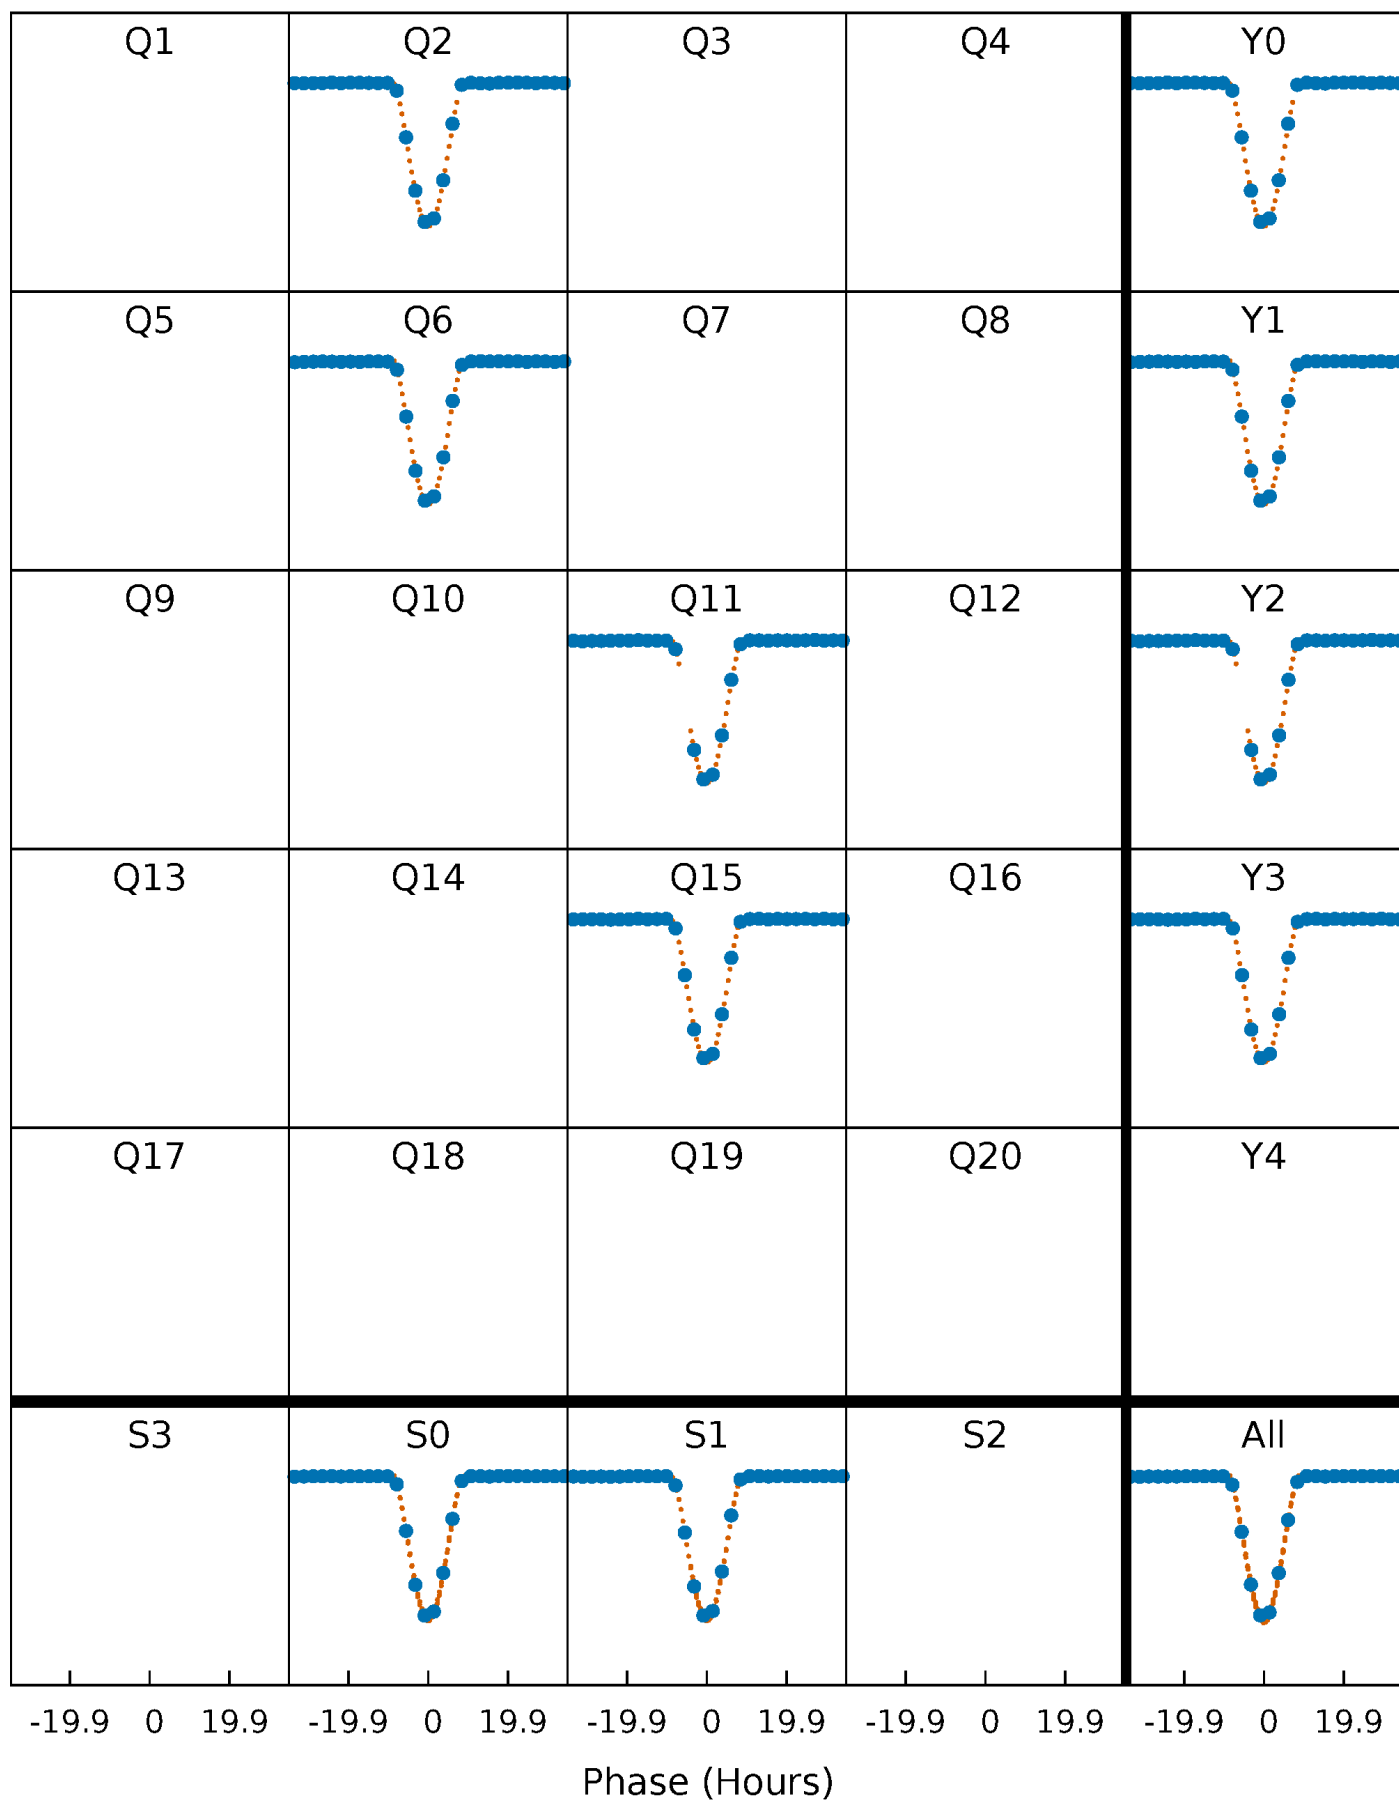 Q1 Q2 Q3 Q4 Y0
Q5 Q6 Q7 Q8 Y1
Q9 Q10 Q11 Q12 Y2
Q13 Q14 Q15 Q16 Y3
Q17 Q18 Q19 Q20 Y4
S3 S0 S1 S2 All
-19.9 0 19.9 -19.9 0 19.9 -19.9 0 19.9 -19.9 0 19.9 -19.9 0 19.9
Phase (Hours)